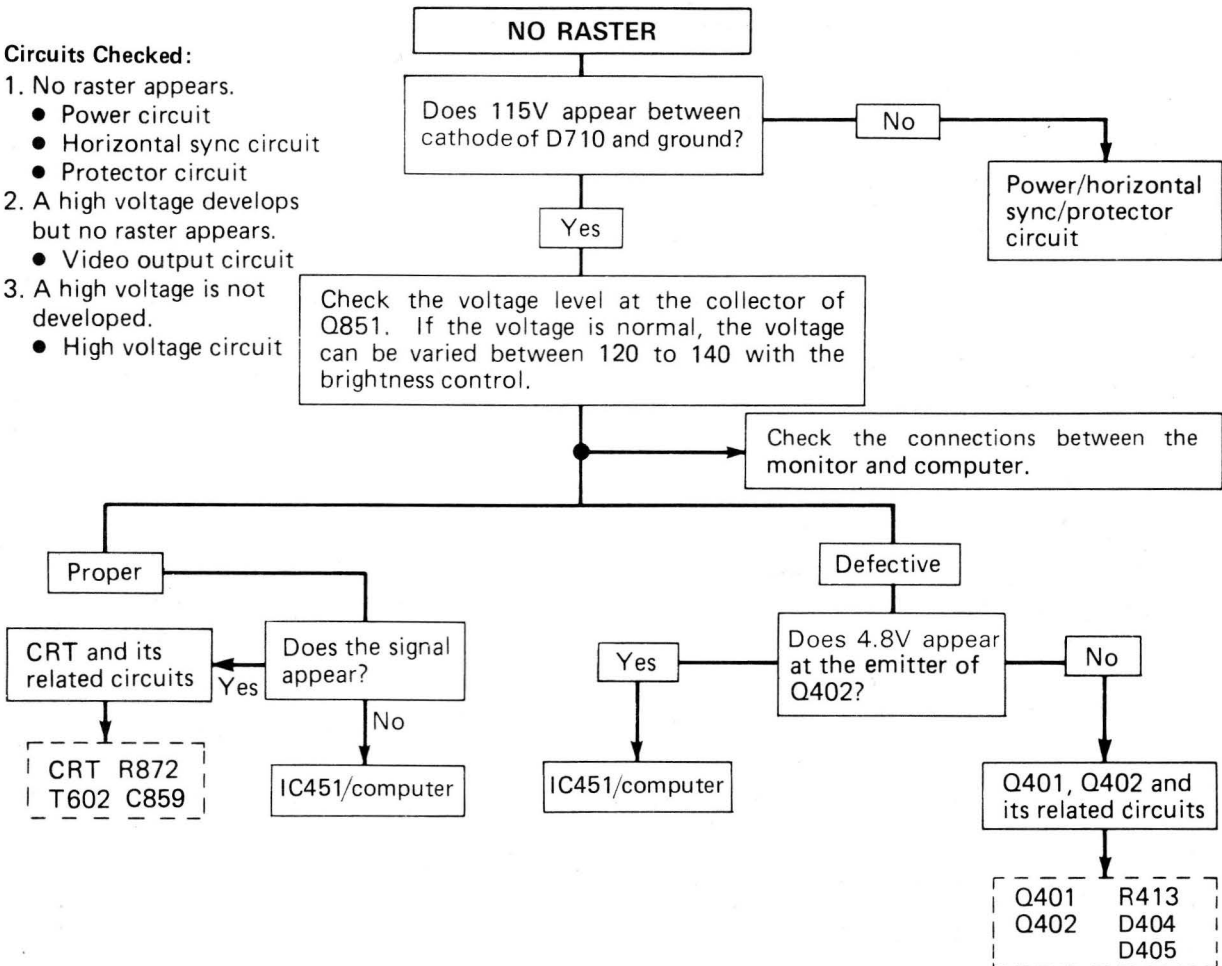 NO RASTER
Circuits Checked:
1. No raster appears.
● Power circuit
● Horizontal sync circuit
● Protector circuit
2. A high voltage develops
but no raster appears.
● Video output circuit
3. A high voltage is not
developed.
● High voltage circuit
Does 115V appear between
cathode of D710 and ground?
No
Power/horizontal
sync/protector
circuit
Yes
Check the voltage level at the collector of
Q851. If the voltage is normal, the voltage
can be varied between 120 to 140 with the
brightness control.
Check the connections between the
monitor and computer.
Proper
Does the signal
appear?
Yes
CRT and its
related circuits
CRT R872
T602 C859
No
IC451/computer
Defective
Does 4.8V appear
at the emitter of
Q402?
Yes
IC451/computer
No
Q401, Q402 and
its related circuits
Q401 R413
Q402 D404
D405